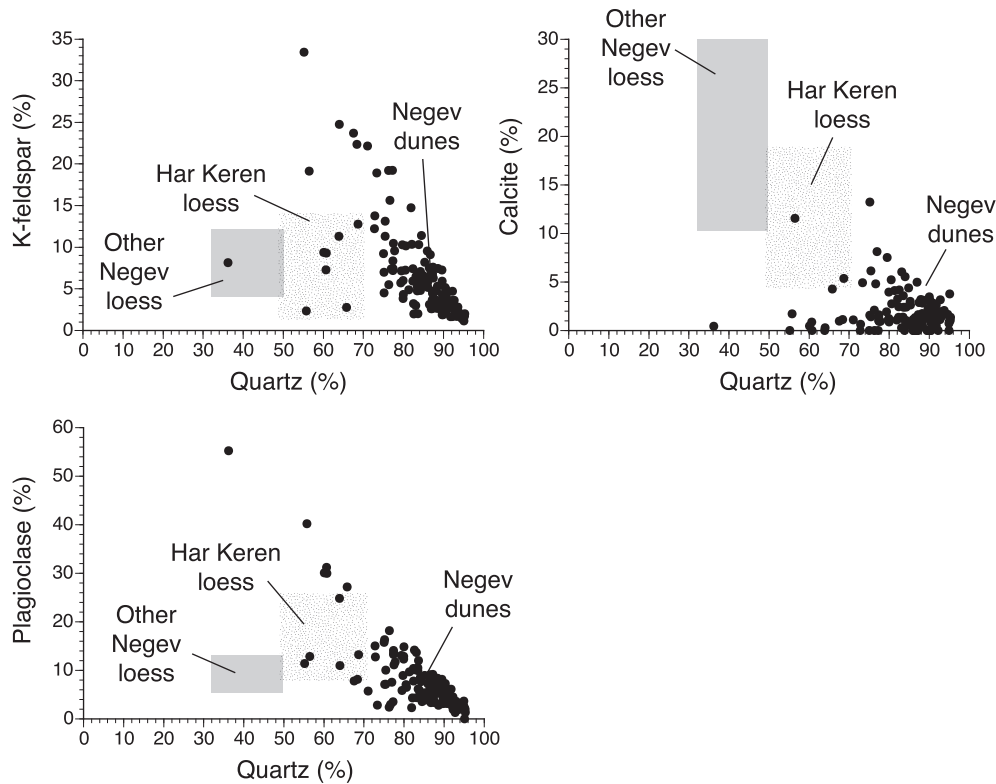 35
30
25
20
15
10
5
0
K-feldspar (%)
Negev
dunes
Har Keren
loess
Other
Negev
loess
0 10 20 30 40 50 60 70 80 90 100
Quartz (%)
Other
Negev
loess
30
25
20
15
10
5
0
Calcite (%)
Har Keren
loess
Negev
dunes
0 10 20 30 40 50 60 70 80 90 100
Quartz (%)
60
50
40
30
20
10
0
Plagioclase (%)
Har Keren
loess
Negev
dunes
Other
Negev
loess
0 10 20 30 40 50 60 70 80 90 100
Quartz (%)